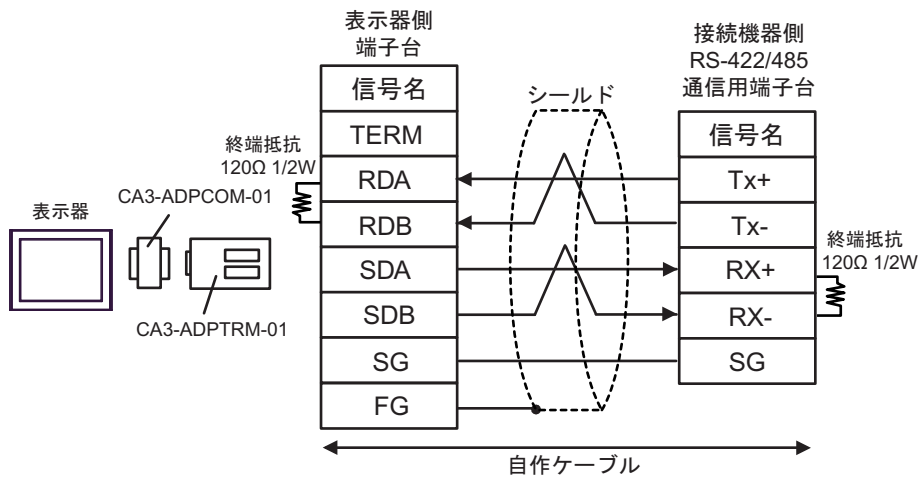 表示器側
端子台
接続機器側
RS-422/485
通信用端子台
シールド
信号名
TERM
RDA
RDB
SDA
SDB
SG
FG
信号名
Tx+
Tx-
RX+
RX-
SG
終端抵抗
120Ω 1/2W
終端抵抗
120Ω 1/2W
表示器
CA3-ADPCOM-01
CA3-ADPTRM-01
自作ケーブル